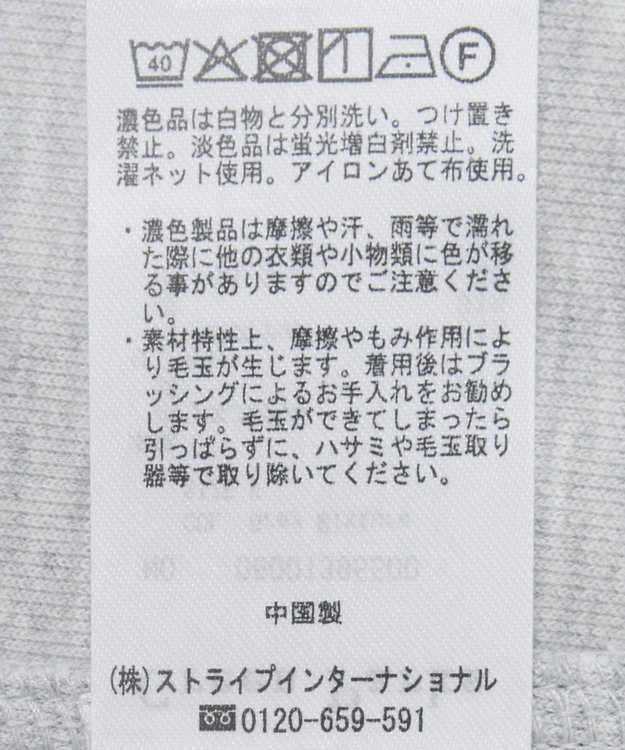 40 F
濃色品は白物と分別洗い。つけ置き
禁止。淡色品は蛍光増白剤禁止。洗
濯ネット使用。アイロンあて布使用。
・濃色製品は摩擦や汗、雨等で濡れ
た際に他の衣類や小物類に色が移
る事がありますのでご注意くださ
い。
・素材特性上、摩擦やもみ作用によ
り毛玉が生じます。着用後はブラ
ッシングによるお手入れをお勧め
します。毛玉ができてしまったら
引っぱらずに、ハサミや毛玉取り
器等で取り除いてください。
COL Grey Mixture
NO
中国製
(株)ストライプインターナショナル
0120-659-591